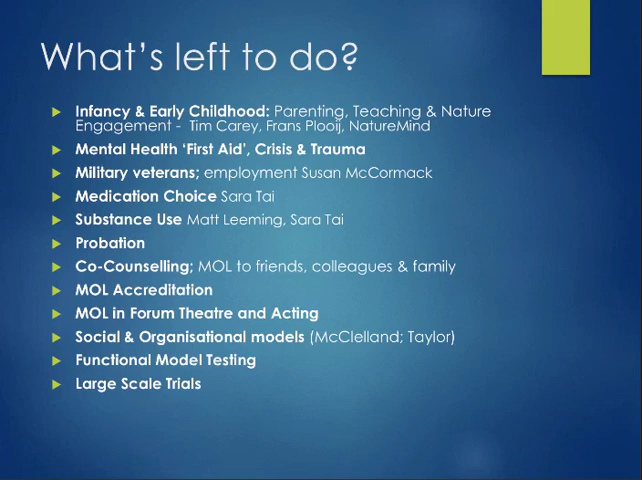 What's left to do?
Infancy & Early Childhood: Parenting, Teaching & Nature
Engagement - Tim Carey, Frans Plooij, NatureMind
Mental Health ‘First Aid’, Crisis & Trauma
Military veterans; employment Susan McCormack
Medication Choice Sara Tai
Substance Use Matt Leeming, Sara Tai
Probation
Co-Counselling; MOL to friends, colleagues & family
MOL Accreditation
MOL in Forum Theatre and Acting
Social & Organisational models (McClelland; Taylor)
Functional Model Testing
Large Scale Trials